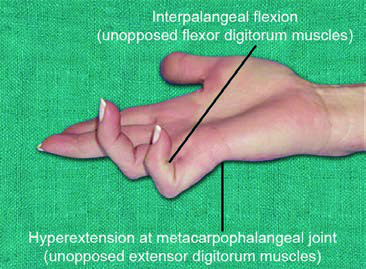 Interpalangeal flexion
(unopposed flexor digitorum muscles)
Hyperextension at metacarpophalangeal joint
(unopposed extensor digitorum muscles)